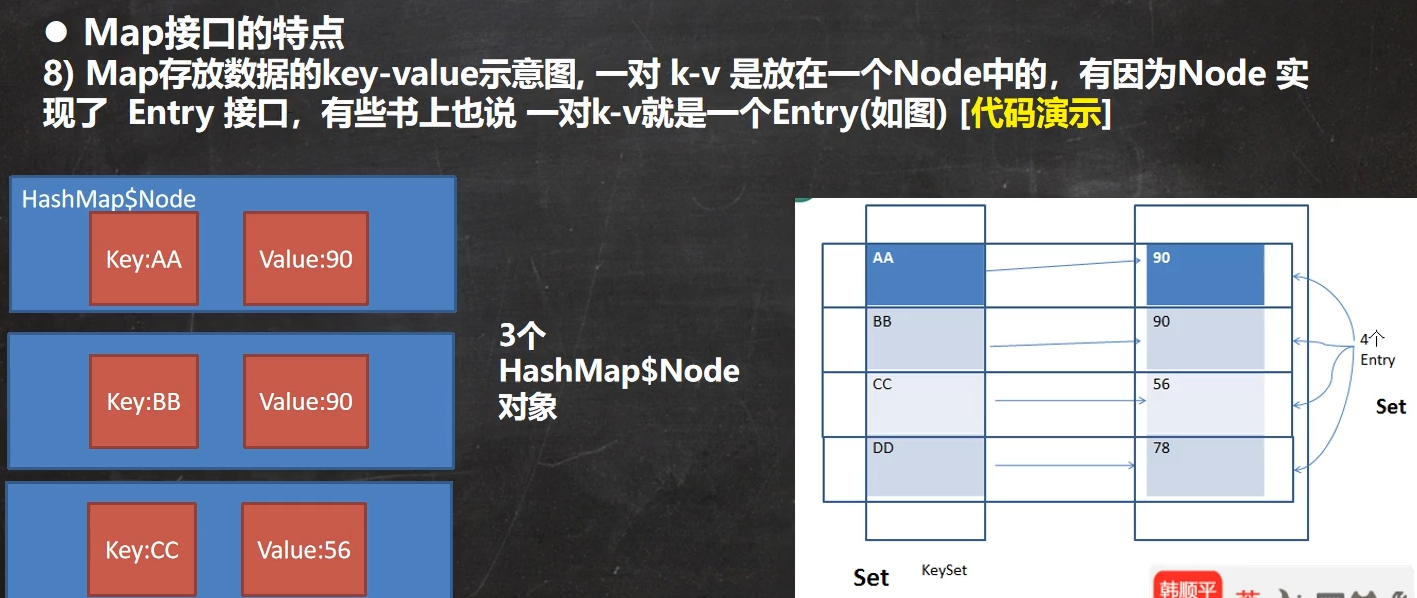 ● Map接口的特点
8) Map存放数据的key-value示意图, 一对 k-v 是放在一个Node中的，有因为Node 实
现了 Entry 接口，有些书上也说 一对k-v就是一个Entry(如图) [代码演示]
HashMap$Node
Key:AA Value:90
Key:BB Value:90
Key:CC Value:56
3个
HashMap$Node
对象
AA 90
BB 90
CC 56
DD 78
4个
Entry
Set
Set KeySet
韩顺平